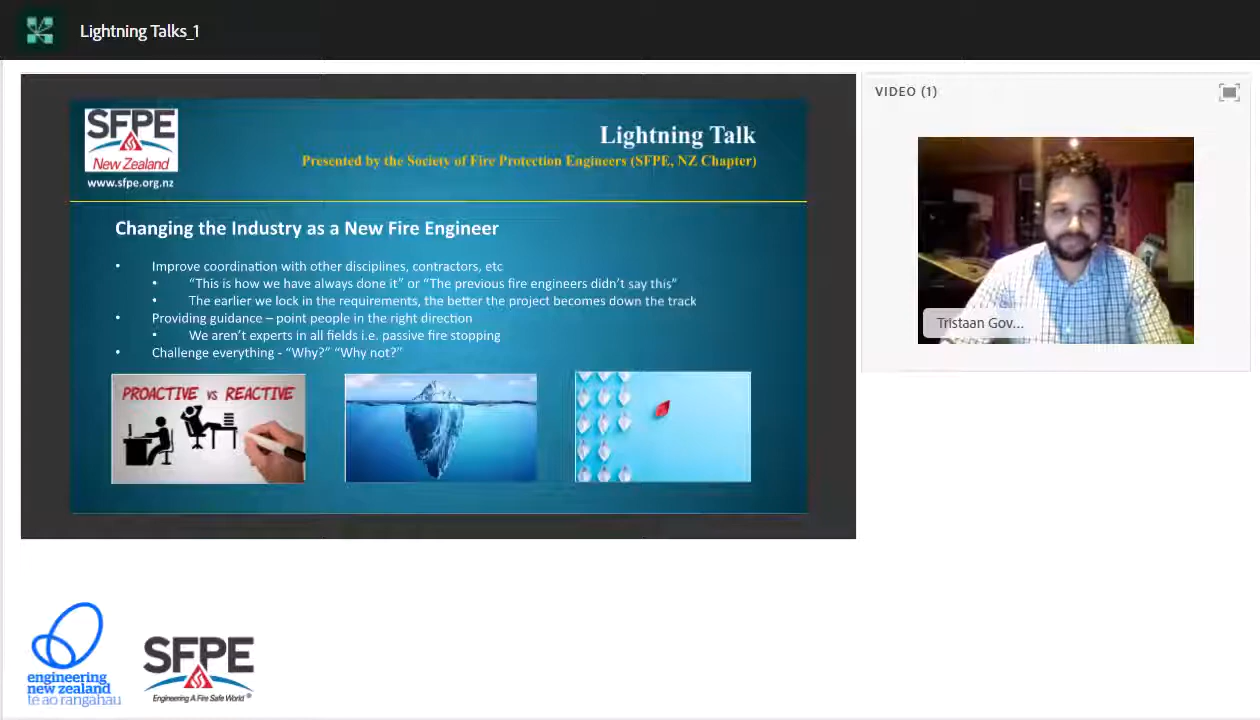 Lightning Talks_1
SFPE
New Zealand
www.sfpe.org.nz
Lightning Talk
Presented by the Society of Fire Protection Engineers (SFPE, NZ Chapter)
Changing the Industry as a New Fire Engineer
• Improve coordination with other disciplines, contractors, etc
• “This is how we have always done it” or “The previous fire engineers didn’t say this”
• The earlier we lock in the requirements, the better the project becomes down the track
• Providing guidance – point people in the right direction
• We aren’t experts in all fields i.e. passive fire stopping
• Challenge everything - “Why?” “Why not?”
PROACTIVE vs REACTIVE
VIDEO (1)
Tristaan Gov...
engineering
new zealand
te ao rangahau
SFPE
Engineering A Fire Safe World